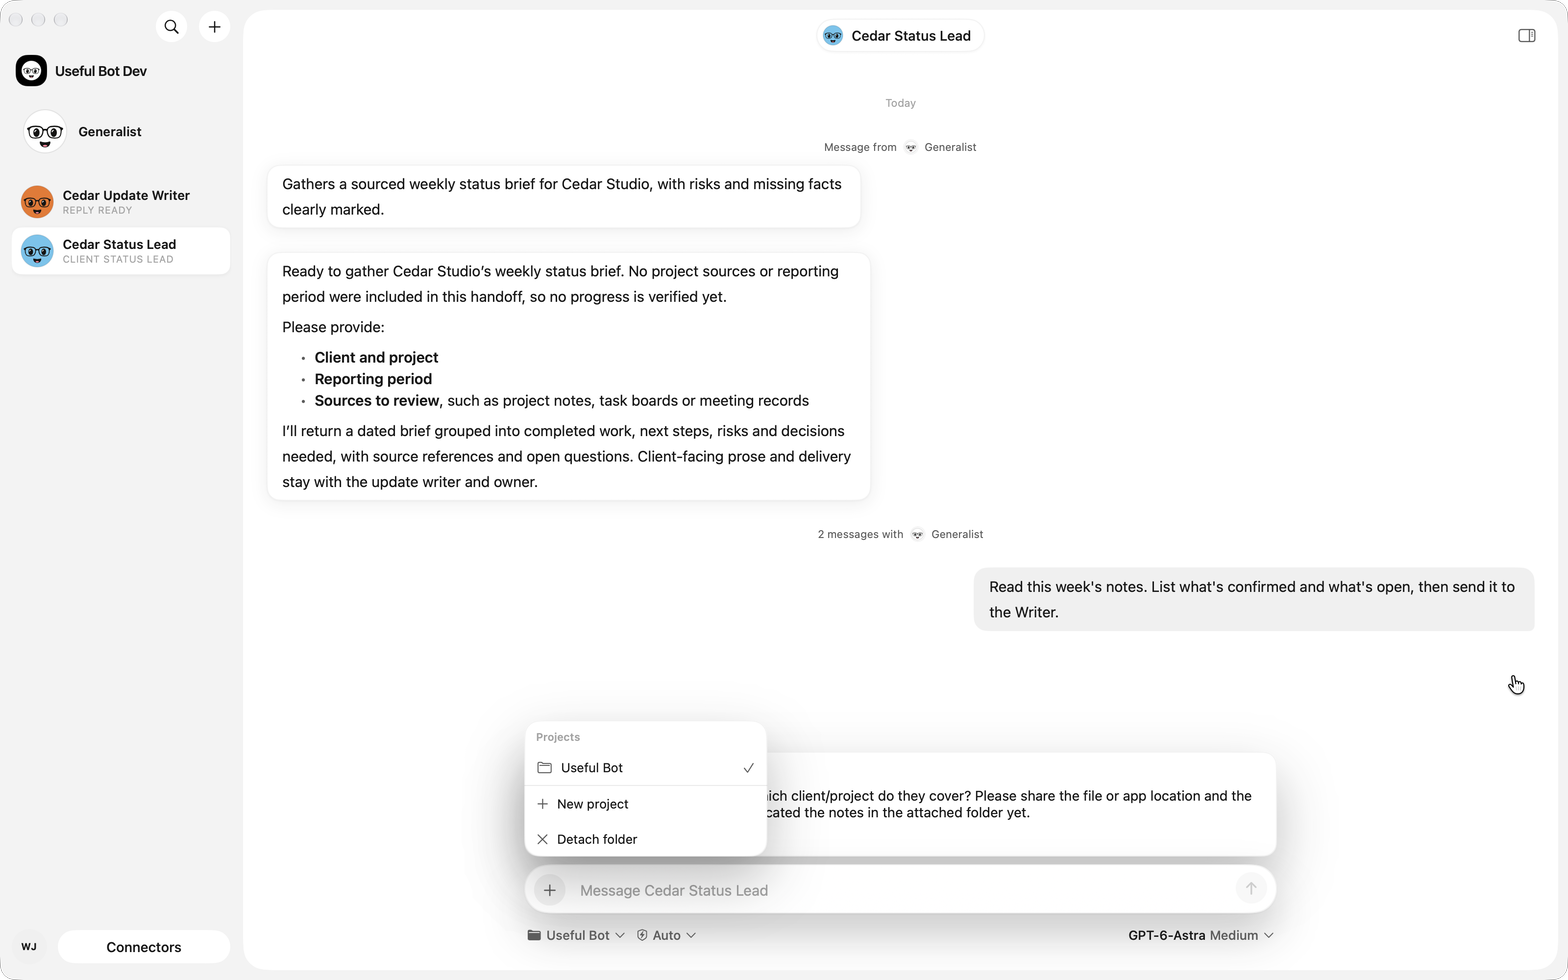 Cedar Status Lead
Useful Bot Dev
Generalist
Cedar Update Writer
REPLY READY
Cedar Status Lead
CLIENT STATUS LEAD
WJ
Connectors
Today
Message from Generalist
Gathers a sourced weekly status brief for Cedar Studio, with risks and missing facts
clearly marked.
Ready to gather Cedar Studio’s weekly status brief. No project sources or reporting
period were included in this handoff, so no progress is verified yet.
Please provide:
• Client and project
• Reporting period
• Sources to review, such as project notes, task boards or meeting records
I’ll return a dated brief grouped into completed work, next steps, risks and decisions
needed, with source references and open questions. Client-facing prose and delivery
stay with the update writer and owner.
2 messages with Generalist
Read this week's notes. List what's confirmed and what's open, then send it to
the Writer.
Projects
Useful Bot
New project
Detach folder
client/project do they cover? Please share the file or app location and the
the notes in the attached folder yet.
Message Cedar Status Lead
Useful Bot
Auto
GPT-6-Astra Medium